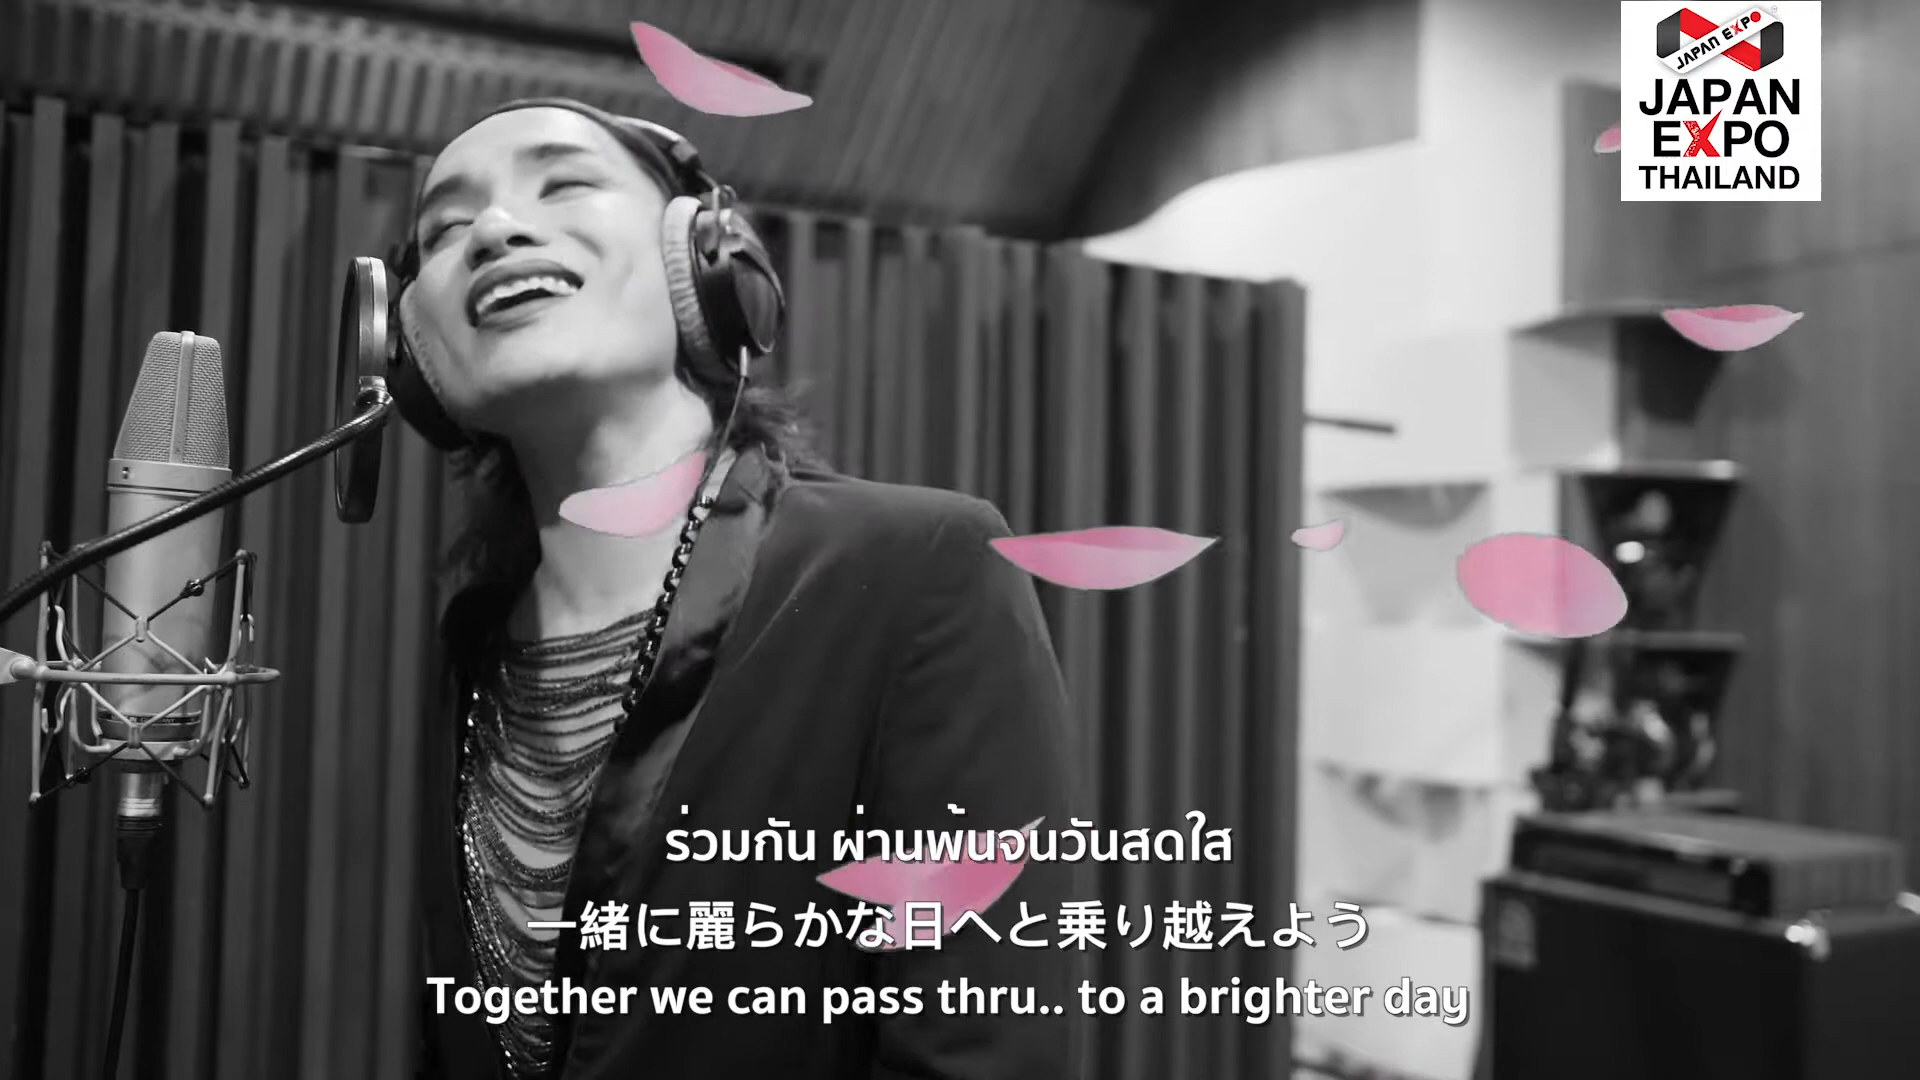 JAPAN EXPO
JAPAN
EXPO
THAILAND
ร่วมกัน ผ่านพ้นจนวันสดใส
一緒に麗らかな日へと乗り越えよう
Together we can pass thru.. to a brighter day